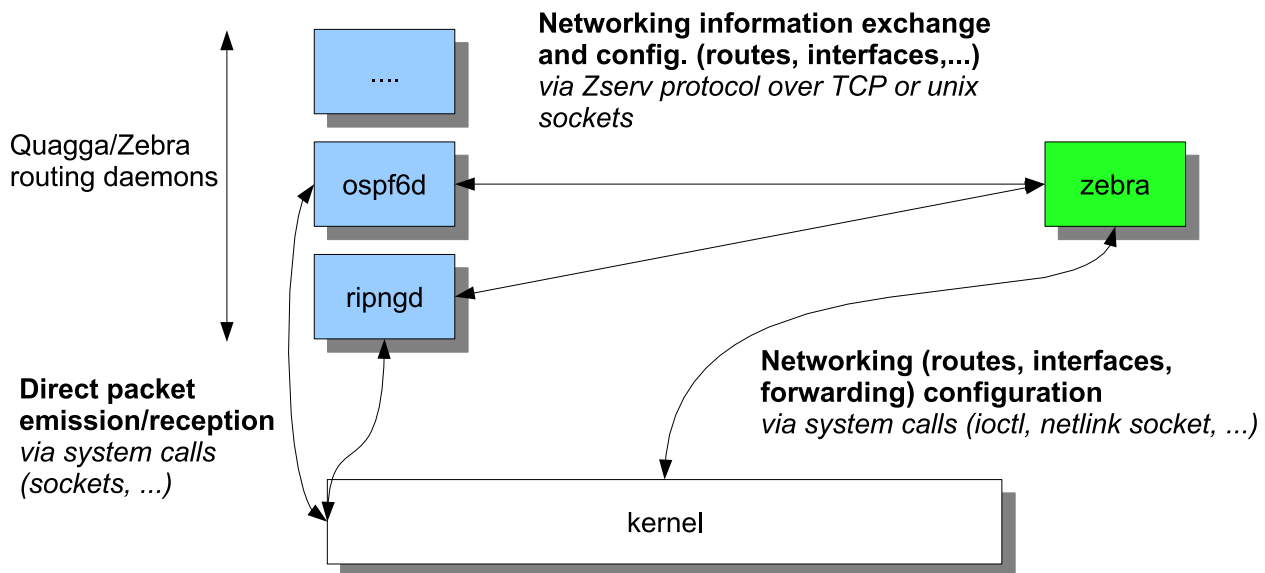 Networking information exchange
and config. (routes, interfaces,...)
via Zserv protocol over TCP or unix
sockets
....
Quagga/Zebra
routing daemons
ospf6d
zebra
ripngd
Direct packet
emission/reception
via system calls
(sockets, ...)
Networking (routes, interfaces,
forwarding) configuration
via system calls (ioctl, netlink socket, ...)
kernel